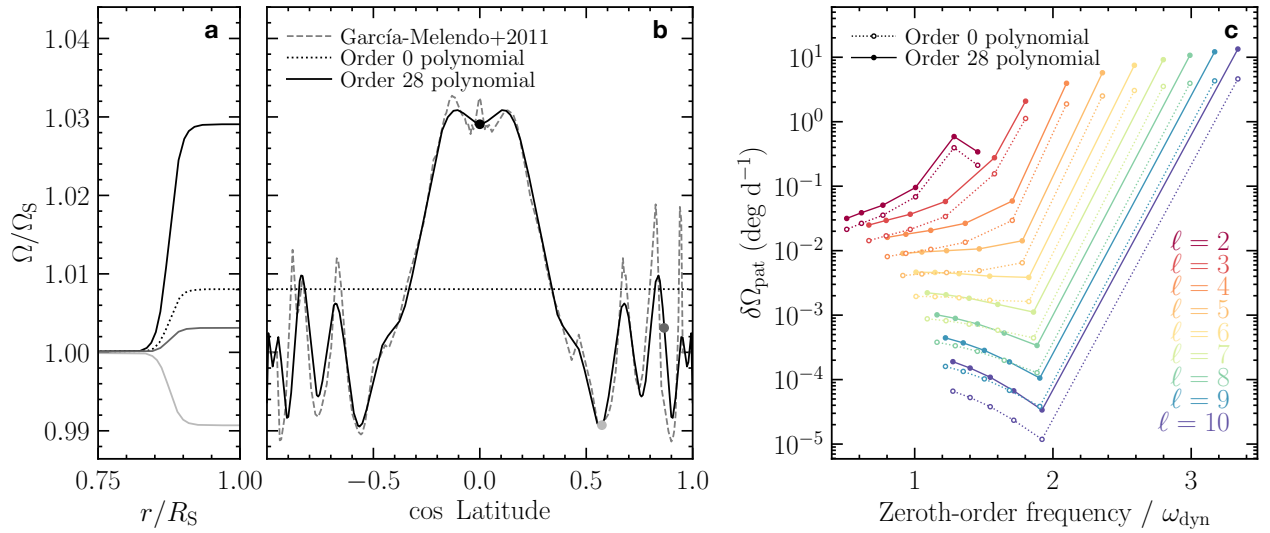 a
Ω/Ω_S
1.04
1.03
1.02
1.01
1.00
0.99
0.75
1.00
r/R_S
b
García-Melendo+2011
Order 0 polynomial
Order 28 polynomial
−0.5
0.0
0.5
1.0
cos Latitude
c
Order 0 polynomial
Order 28 polynomial
δΩ_pat (deg d^−1)
10^1
10^0
10^−1
10^−2
10^−3
10^−4
10^−5
ℓ = 2
ℓ = 3
ℓ = 4
ℓ = 5
ℓ = 6
ℓ = 7
ℓ = 8
ℓ = 9
ℓ = 10
1
2
3
Zeroth-order frequency / ω_dyn